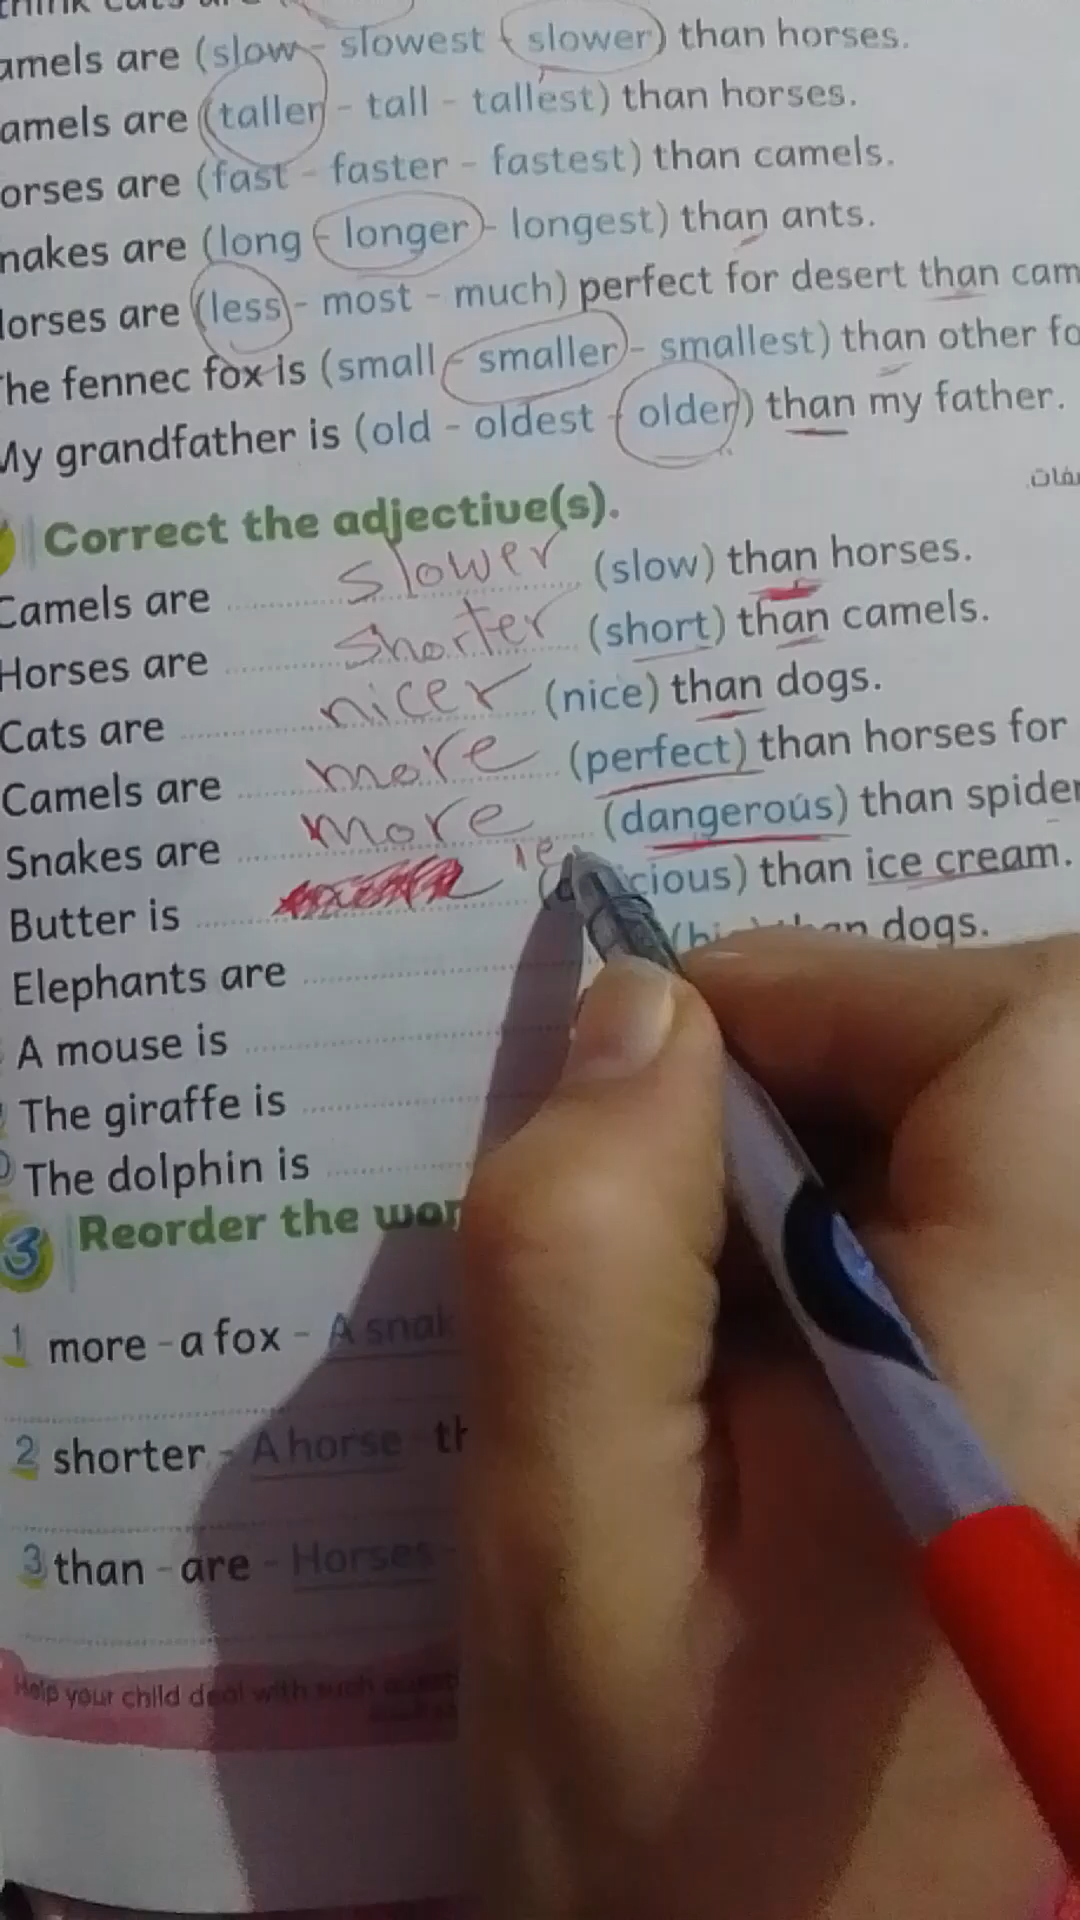 amels are (slow - slowest - slower) than horses.
amels are (taller - tall - tallest) than horses.
orses are (fast - faster - fastest) than camels.
nakes are (long - longer - longest) than ants.
orses are (less - most - much) perfect for desert than cam
he fennec fox is (small - smaller - smallest) than other fo
My grandfather is (old - oldest - older) than my father.
Correct the adjective(s).
Camels are slower (slow) than horses.
Horses are shorter (short) than camels.
Cats are nicer (nice) than dogs.
Camels are more (perfect) than horses for
Snakes are more (dangerous) than spider
Butter is cious) than ice cream.
Elephants are than dogs.
A mouse is
The giraffe is
The dolphin is
3 Reorder the wor
1 more - a fox - A snak
2 shorter - A horse th
3 than - are - Horses -
Help your child deal with such